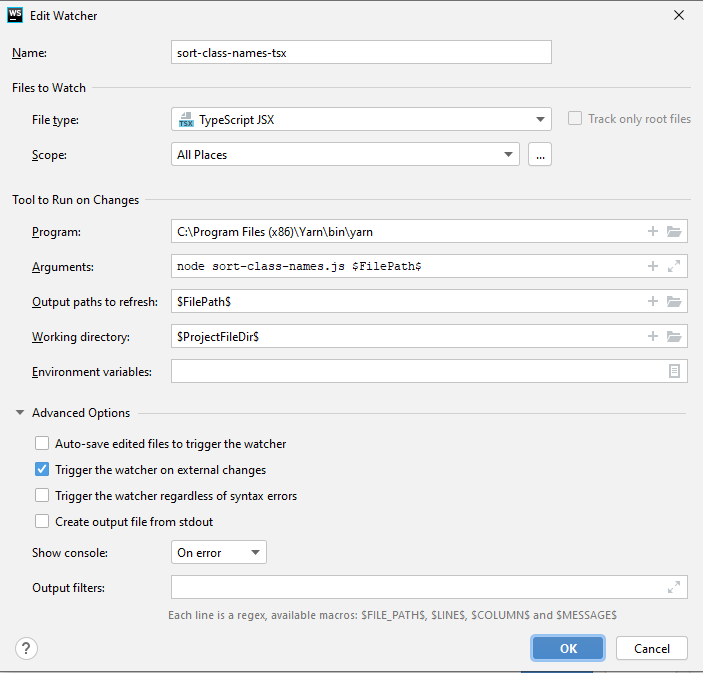 WS Edit Watcher
Name: sort-class-names-tsx
Files to Watch
File type: TSX TypeScript JSX Track only root files
Scope: All Places ...
Tool to Run on Changes
Program: C:\Program Files (x86)\Yarn\bin\yarn
Arguments: node sort-class-names.js $FilePath$
Output paths to refresh: $FilePath$
Working directory: $ProjectFileDir$
Environment variables:
Advanced Options
Auto-save edited files to trigger the watcher
Trigger the watcher on external changes
Trigger the watcher regardless of syntax errors
Create output file from stdout
Show console: On error
Output filters:
Each line is a regex, available macros: $FILE_PATH$, $LINE$, $COLUMN$ and $MESSAGE$
? OK Cancel